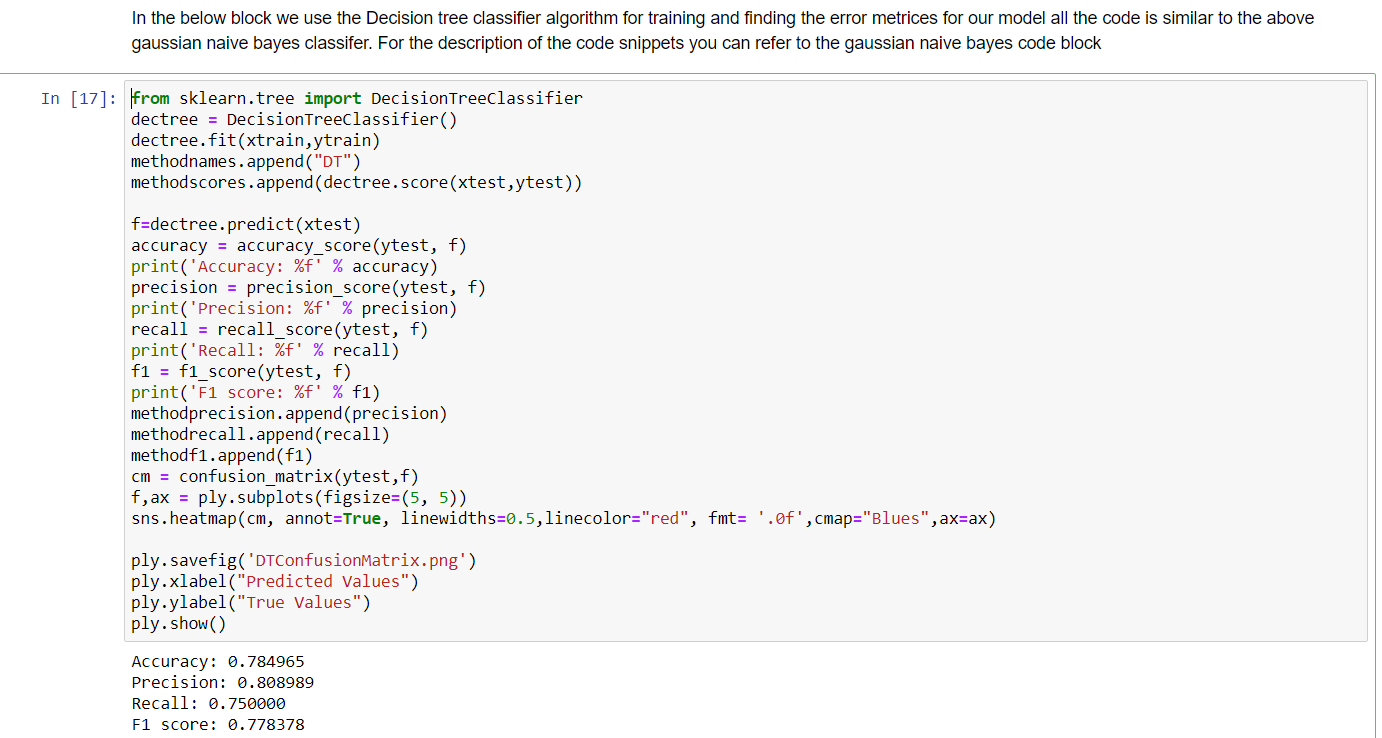 In the below block we use the Decision tree classifier algorithm for training and finding the error metrices for our model all the code is similar to the above
gaussian naive bayes classifer. For the description of the code snippets you can refer to the gaussian naive bayes code block
In [17]: from sklearn.tree import DecisionTreeClassifier
dectree = DecisionTreeClassifier()
dectree.fit(xtrain,ytrain)
methodnames.append("DT")
methodscores.append(dectree.score(xtest,ytest))
f=dectree.predict(xtest)
accuracy = accuracy_score(ytest, f)
print('Accuracy: %f' % accuracy)
precision = precision_score(ytest, f)
print('Precision: %f' % precision)
recall = recall_score(ytest, f)
print('Recall: %f' % recall)
f1 = f1_score(ytest, f)
print('F1 score: %f' % f1)
methodprecision.append(precision)
methodrecall.append(recall)
methodf1.append(f1)
cm = confusion_matrix(ytest,f)
f,ax = ply.subplots(figsize=(5, 5))
sns.heatmap(cm, annot=True, linewidths=0.5,linecolor="red", fmt= '.0f',cmap="Blues",ax=ax)
ply.savefig('DTConfusionMatrix.png')
ply.xlabel("Predicted Values")
ply.ylabel("True Values")
ply.show()
Accuracy: 0.784965
Precision: 0.808989
Recall: 0.750000
F1 score: 0.778378